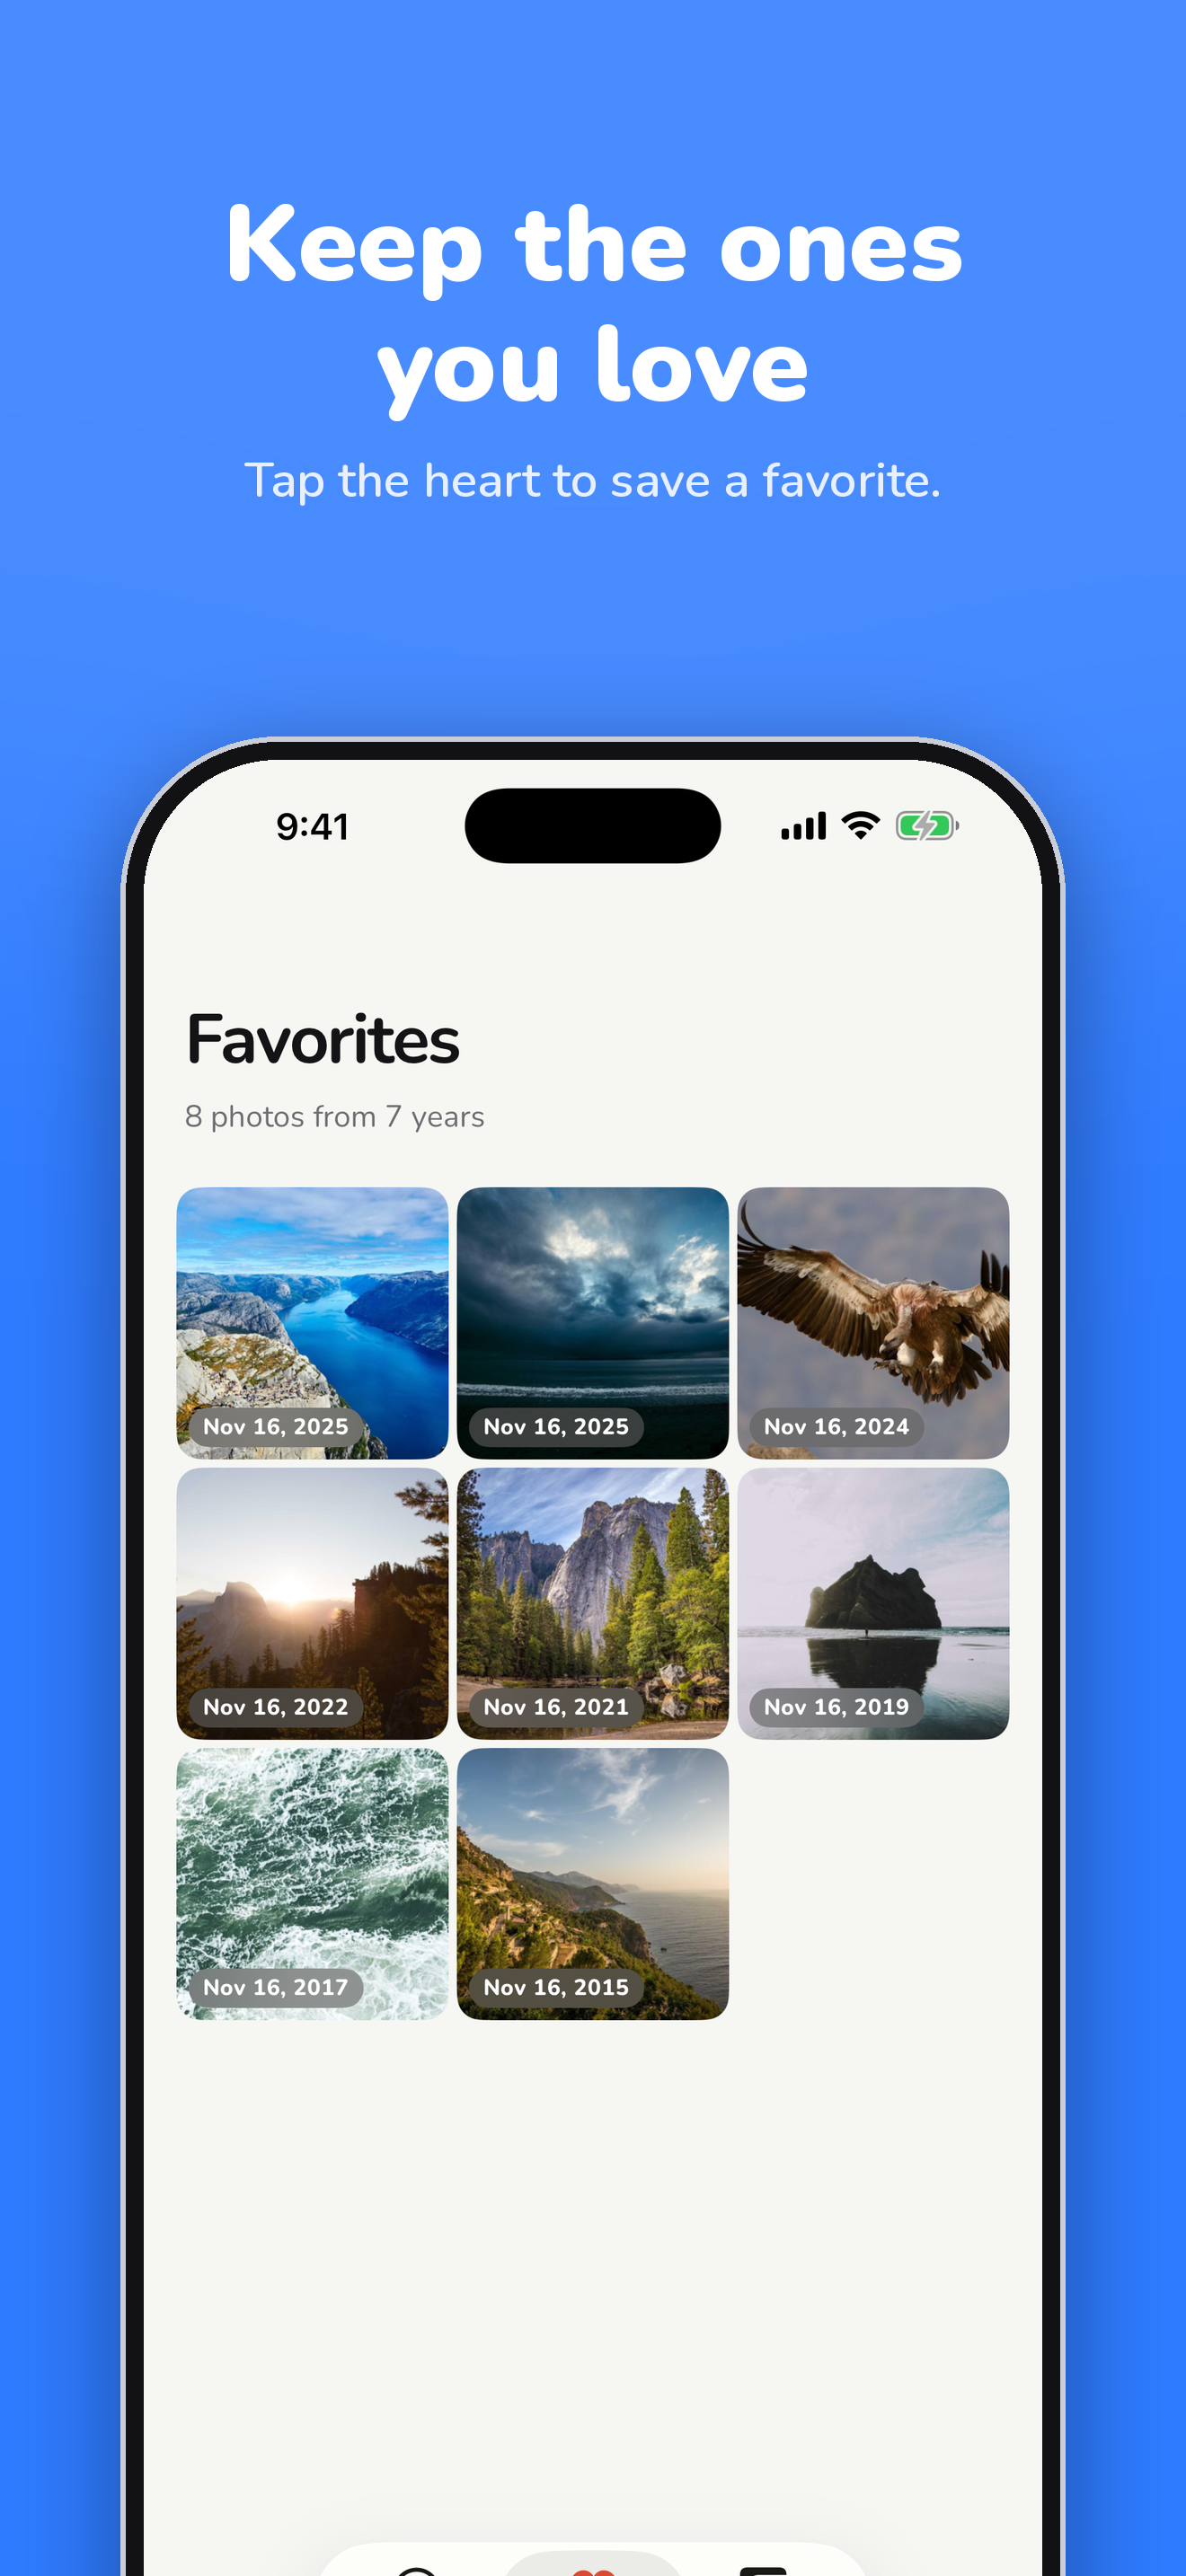 Keep the ones
you love
Tap the heart to save a favorite.
9:41
Favorites
8 photos from 7 years
Nov 16, 2025
Nov 16, 2025
Nov 16, 2024
Nov 16, 2022
Nov 16, 2021
Nov 16, 2019
Nov 16, 2017
Nov 16, 2015